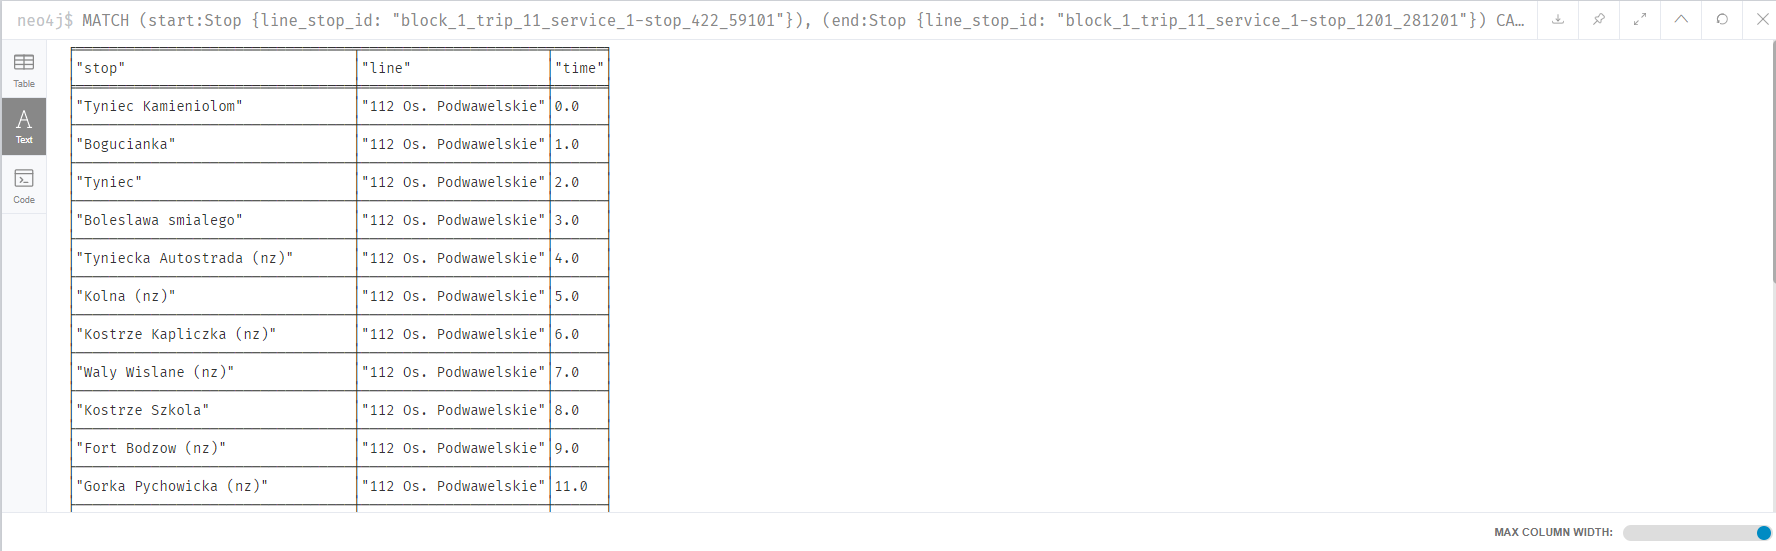 neo4j$ MATCH (start:Stop {line_stop_id: "block_1_trip_11_service_1-stop_422_59101"}), (end:Stop {line_stop_id: "block_1_trip_11_service_1-stop_1201_281201"}) CA…
Table
Text
Code
"stop" "line" "time"
"Tyniec Kamieniolom" "112 Os. Podwawelskie" 0.0
"Bogucianka" "112 Os. Podwawelskie" 1.0
"Tyniec" "112 Os. Podwawelskie" 2.0
"Boleslawa smialego" "112 Os. Podwawelskie" 3.0
"Tyniecka Autostrada (nz)" "112 Os. Podwawelskie" 4.0
"Kolna (nz)" "112 Os. Podwawelskie" 5.0
"Kostrze Kapliczka (nz)" "112 Os. Podwawelskie" 6.0
"Waly Wislane (nz)" "112 Os. Podwawelskie" 7.0
"Kostrze Szkola" "112 Os. Podwawelskie" 8.0
"Fort Bodzow (nz)" "112 Os. Podwawelskie" 9.0
"Gorka Pychowicka (nz)" "112 Os. Podwawelskie" 11.0
MAX COLUMN WIDTH: